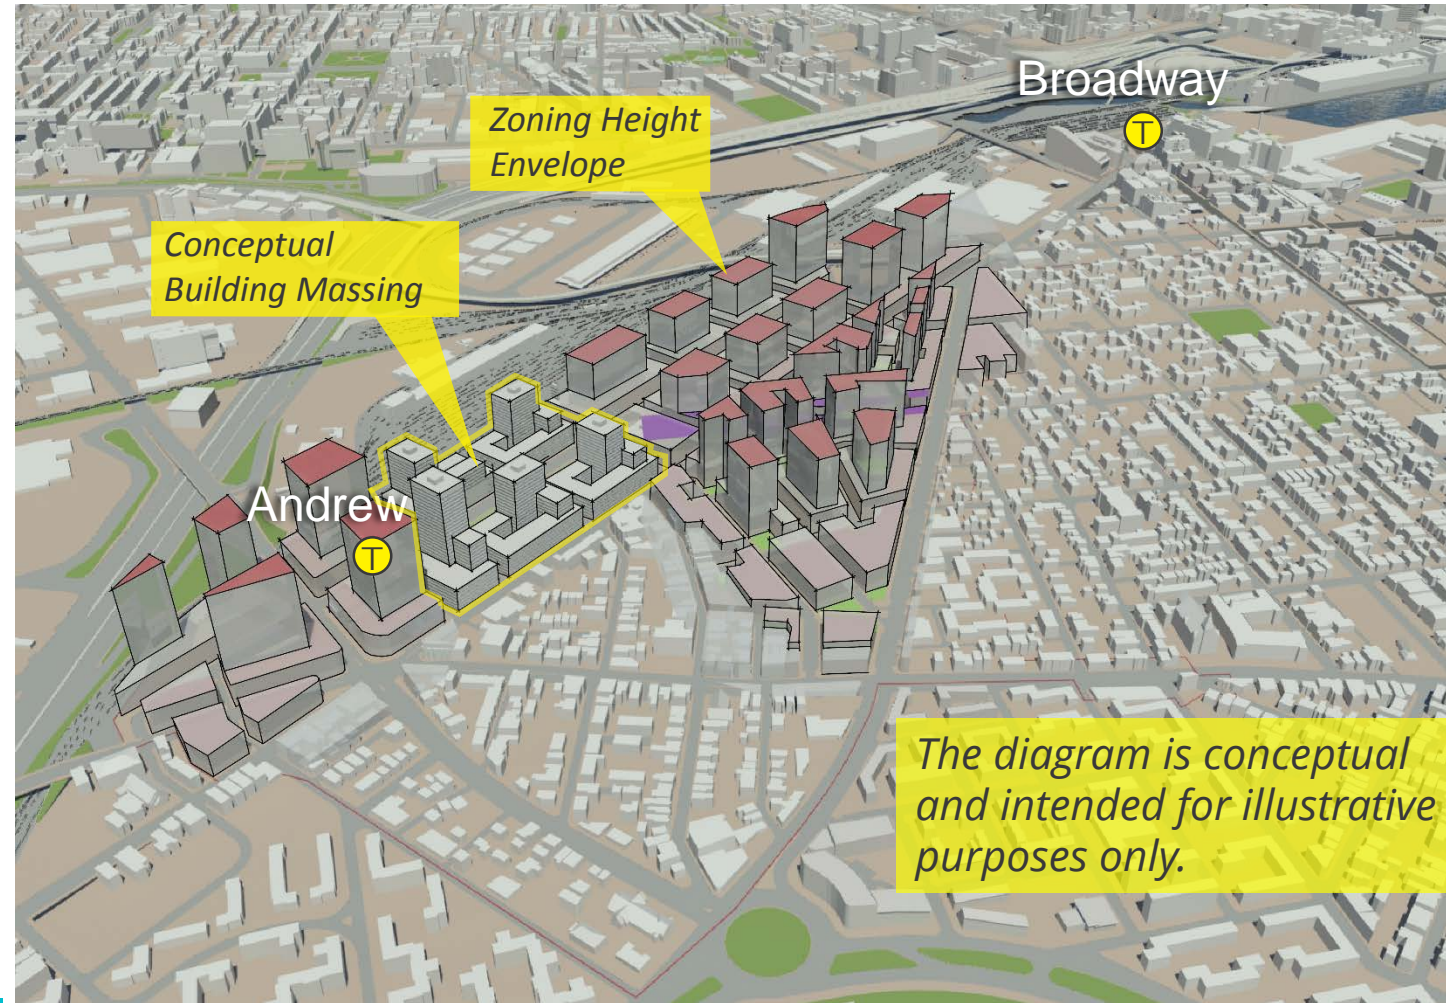 Broadway
T
Zoning Height
Envelope
Conceptual
Building Massing
Andrew
T
The diagram is conceptual
and intended for illustrative
purposes only.